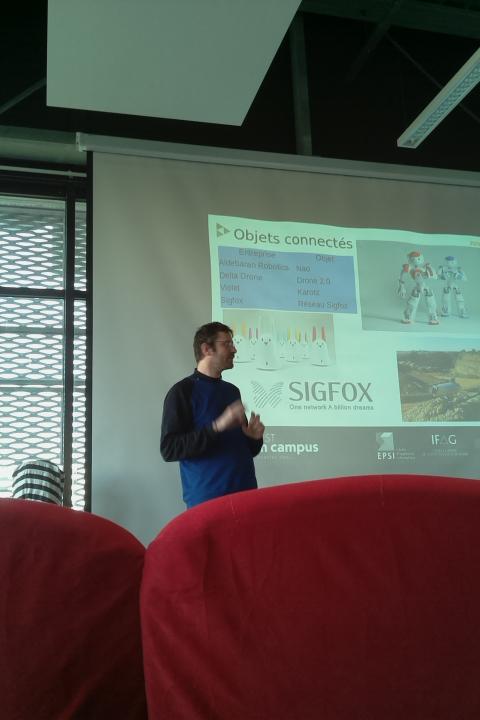 Objets connectés
Entreprise Objet
Aldebaran Robotics Nao
Delta Drone Drone 2.0
Violet Karotz
Sigfox Réseau Sigfox
SIGFOX
One network A billion dreams
campus
EPSI
IFAG